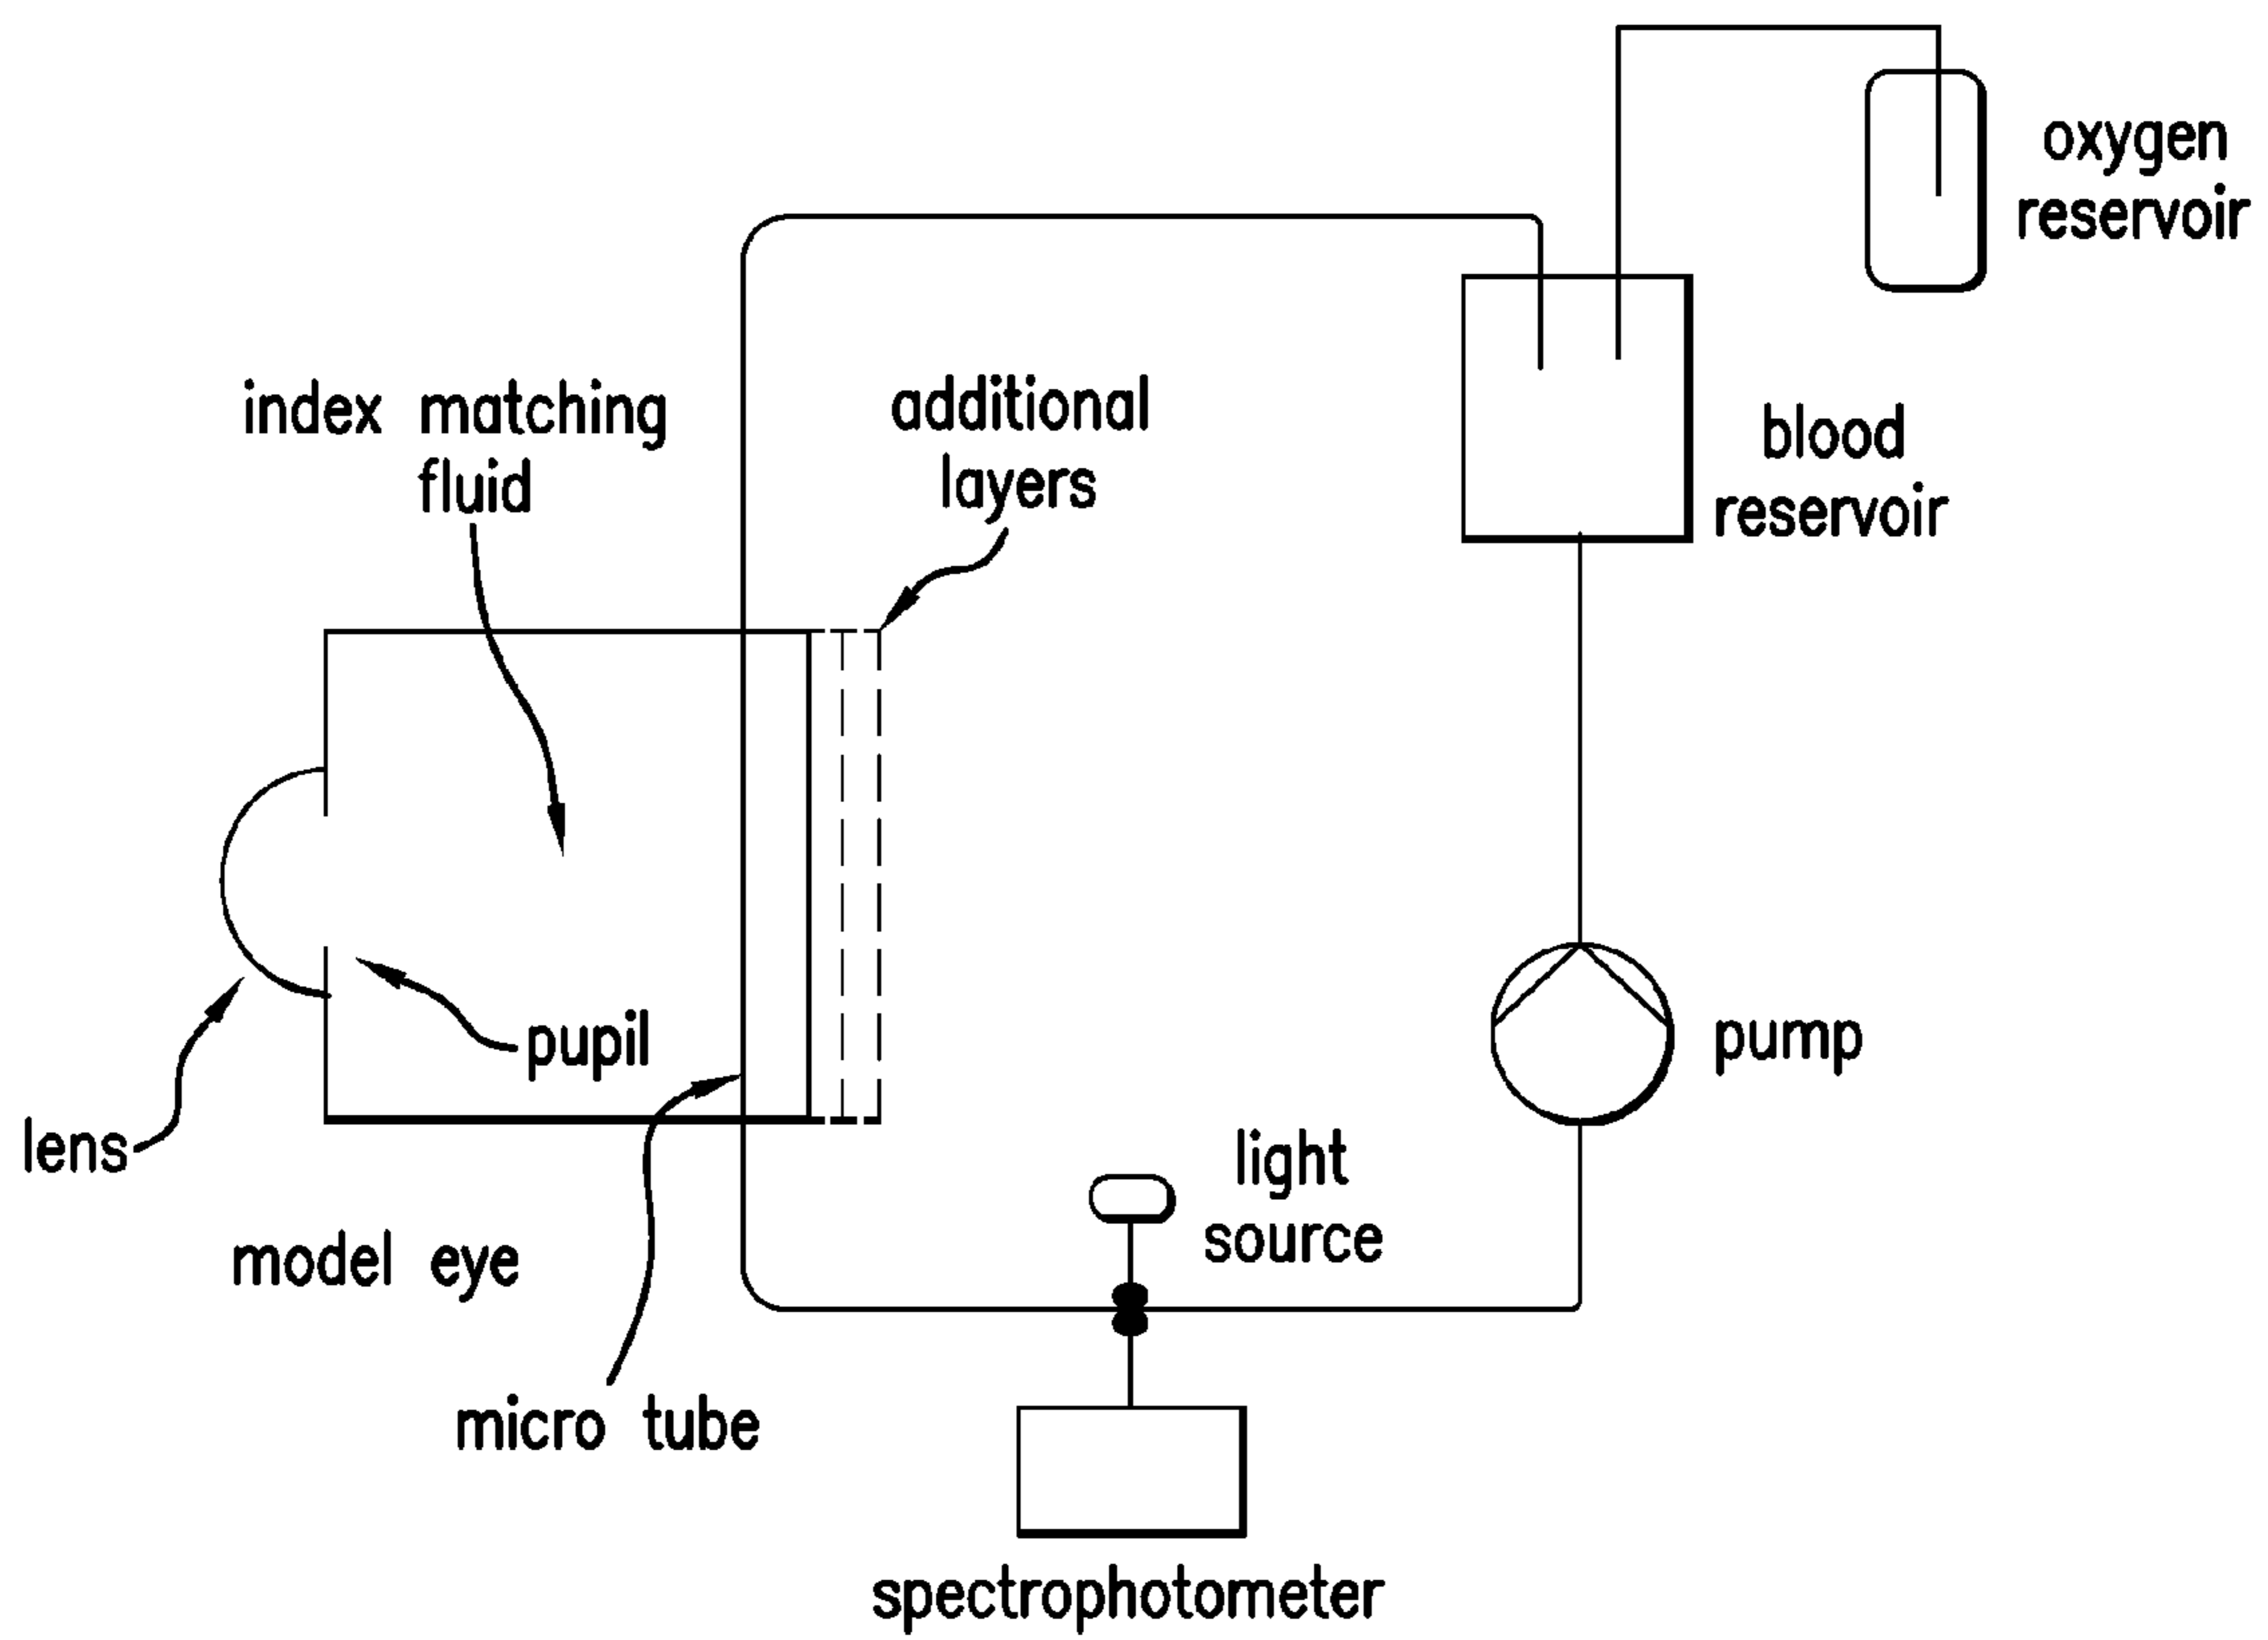 oxygen
reservoir
index matching
fluid
additional
layers
blood
reservoir
pupil
pump
lens
light
source
model eye
micro tube
spectrophotometer